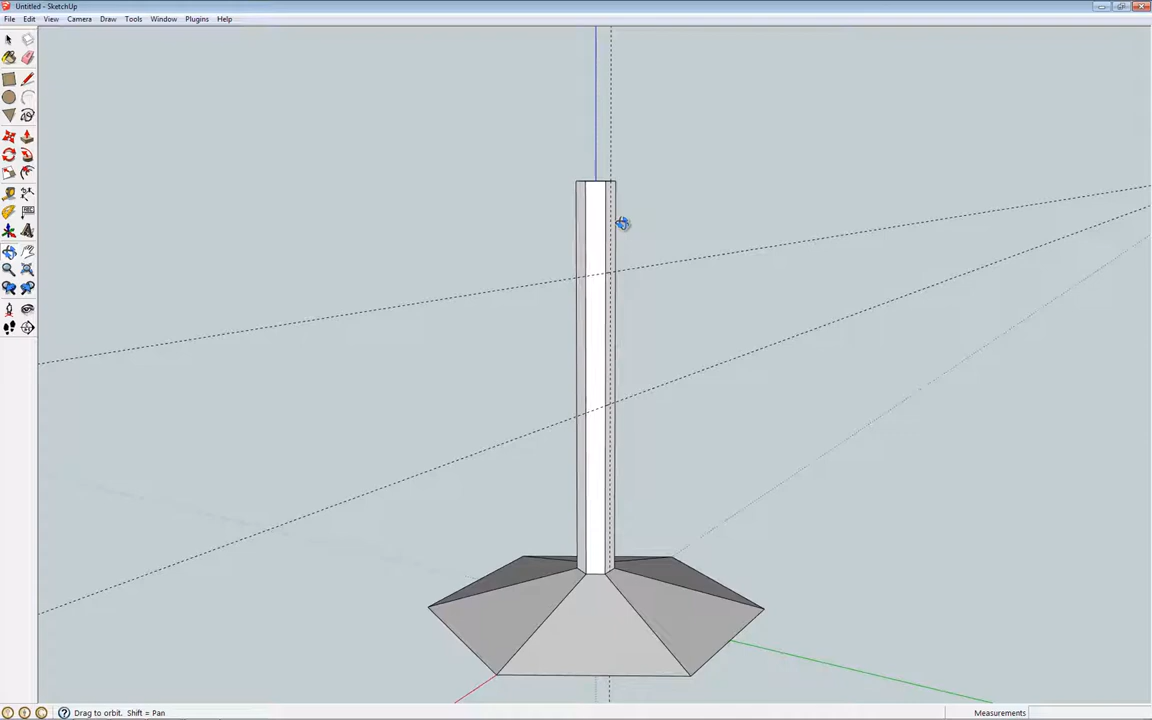 Untitled - SketchUp
File Edit View Camera Draw Tools Window Plugins Help
Drag to orbit. Shift = Pan
Measurements